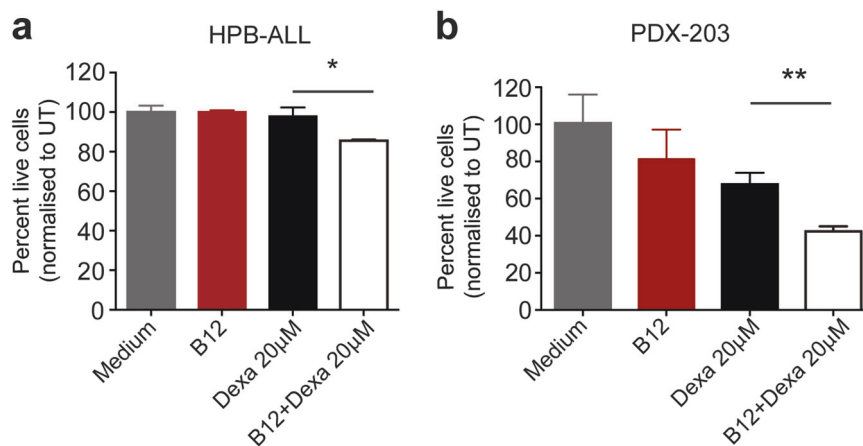 a
HPB-ALL
Percent live cells
(normalised to UT)
120
100
80
60
40
20
0
*
Medium
B12
Dexa 20µM
B12+Dexa 20µM
b
PDX-203
Percent live cells
(normalised to UT)
120
100
80
60
40
20
0
**
Medium
B12
Dexa 20µM
B12+Dexa 20µM